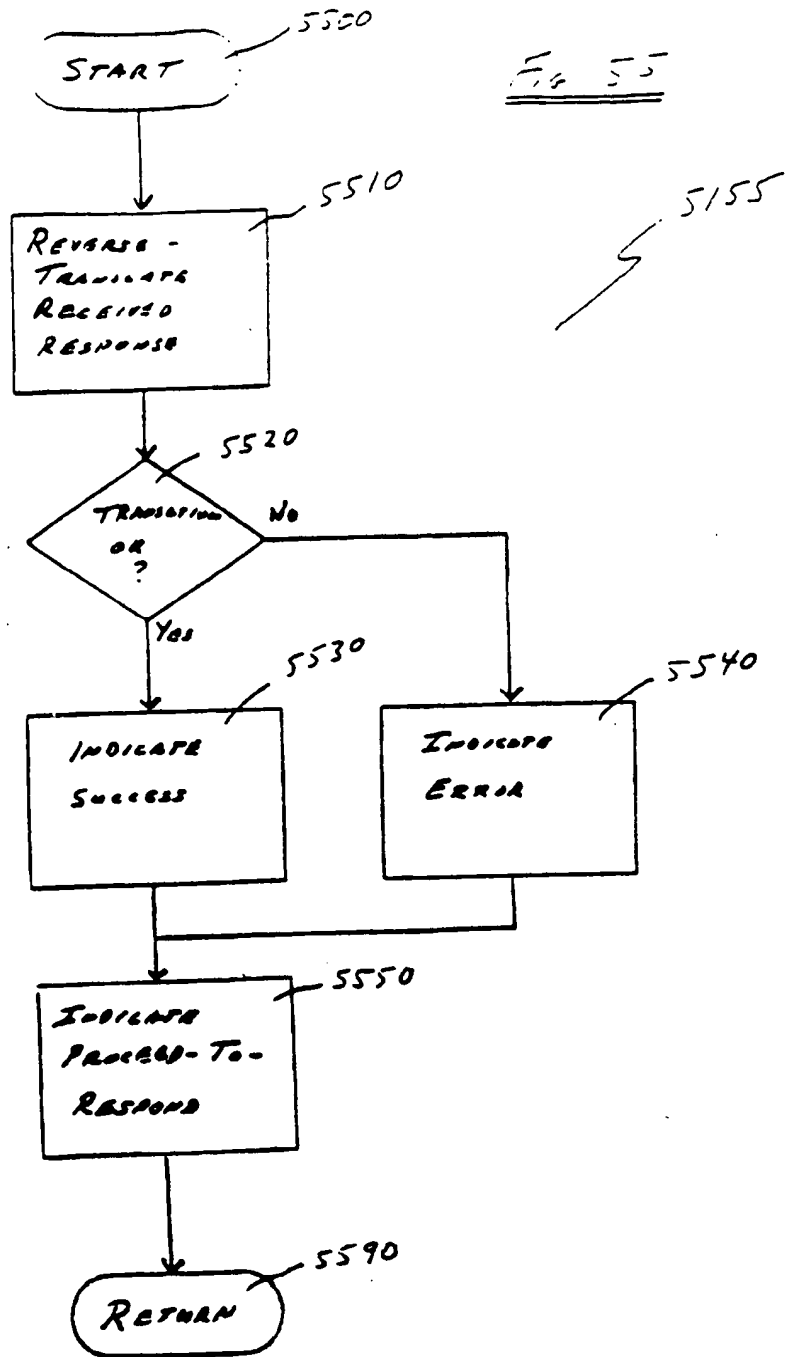 5500
START
Fig 55
5510
5155
REVERSE-
TRANSLATE
RECEIVED
RESPONSE
5520
No
OK
?
Yes
5530
5540
INDICATE
SUCCESS
INDICATE
ERROR
5550
INDICATE
PROCEED-TO-
RESPOND
5590
RETURN